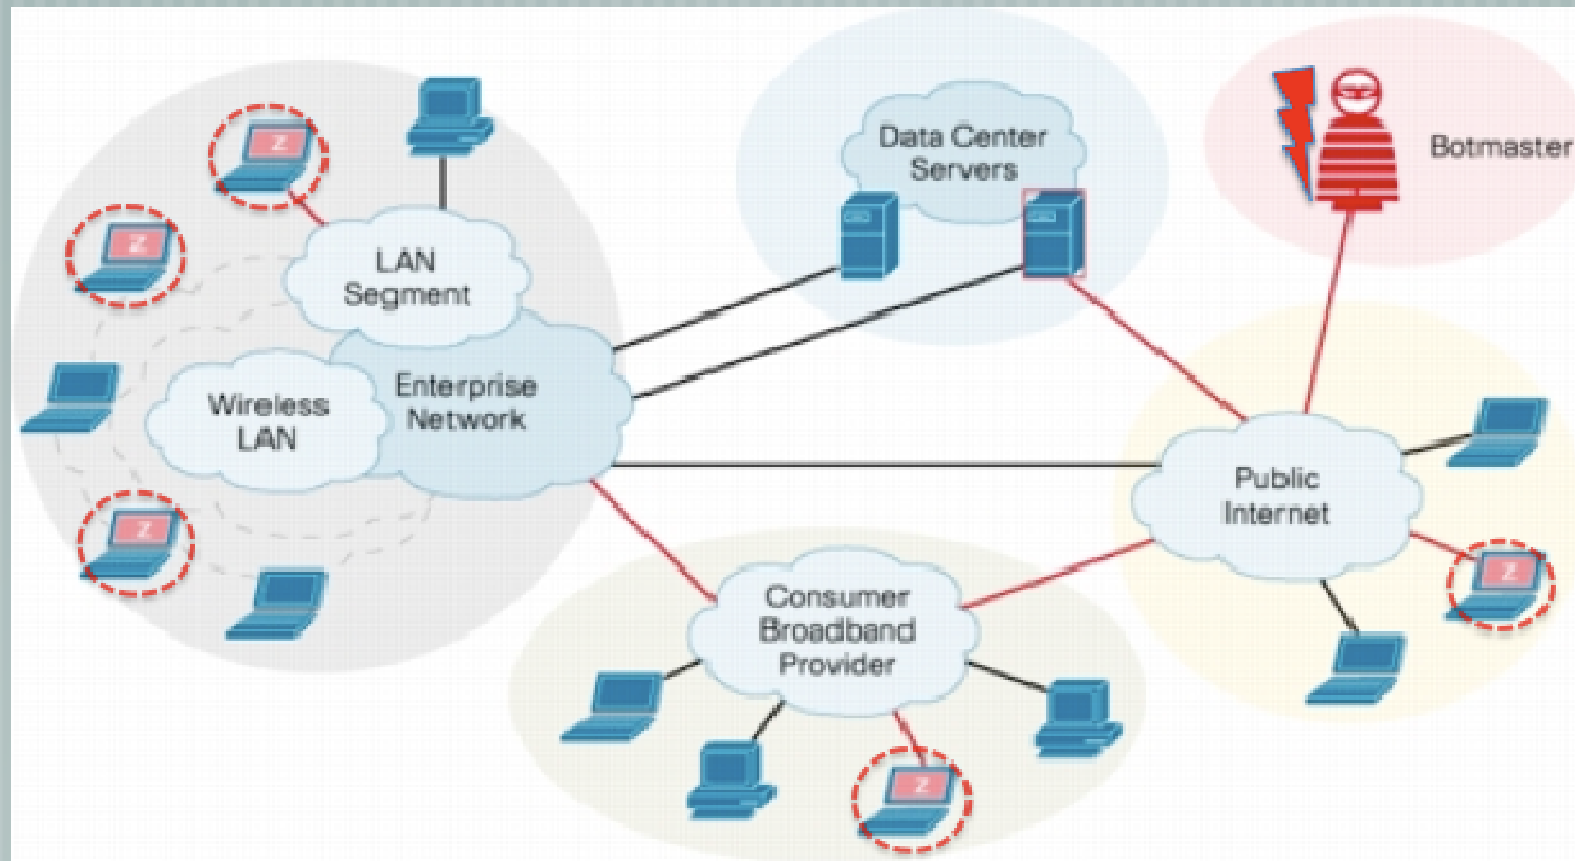 Z
Z
LAN
Segment
Wireless
LAN
Enterprise
Network
Z
Data Center
Servers
Botmaster
Public
Internet
Z
Consumer
Broadband
Provider
Z